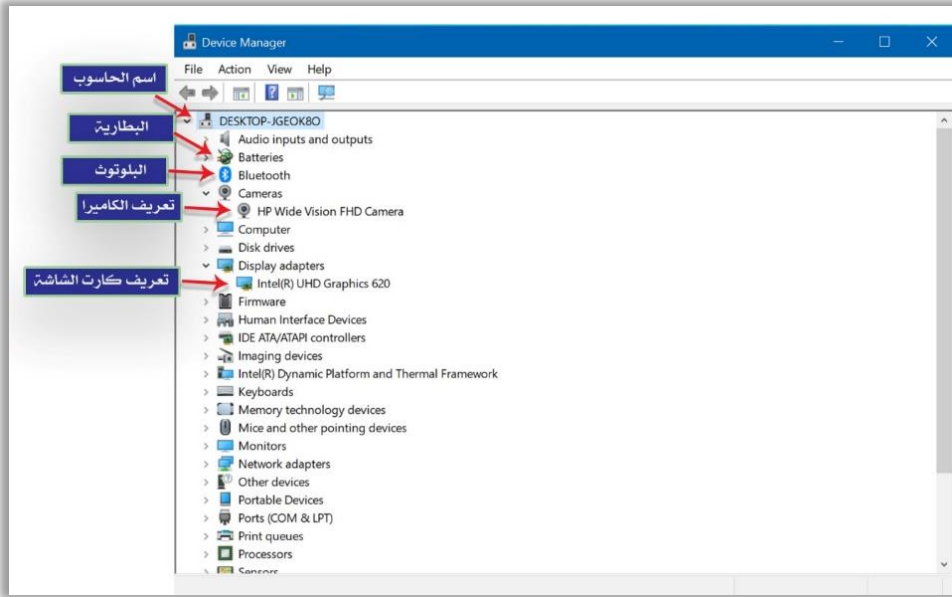 Device Manager
File Action View Help
اسم الحاسوب
DESKTOP-JGEOK8O
Audio inputs and outputs
البطارية
Batteries
البلوتوث
Bluetooth
Cameras
تعريف الكاميرا
HP Wide Vision FHD Camera
Computer
Disk drives
Display adapters
تعريف كارت الشاشة
Intel(R) UHD Graphics 620
Firmware
Human Interface Devices
IDE ATA/ATAPI controllers
Imaging devices
Intel(R) Dynamic Platform and Thermal Framework
Keyboards
Memory technology devices
Mice and other pointing devices
Monitors
Network adapters
Other devices
Portable Devices
Ports (COM & LPT)
Print queues
Processors
Sensors